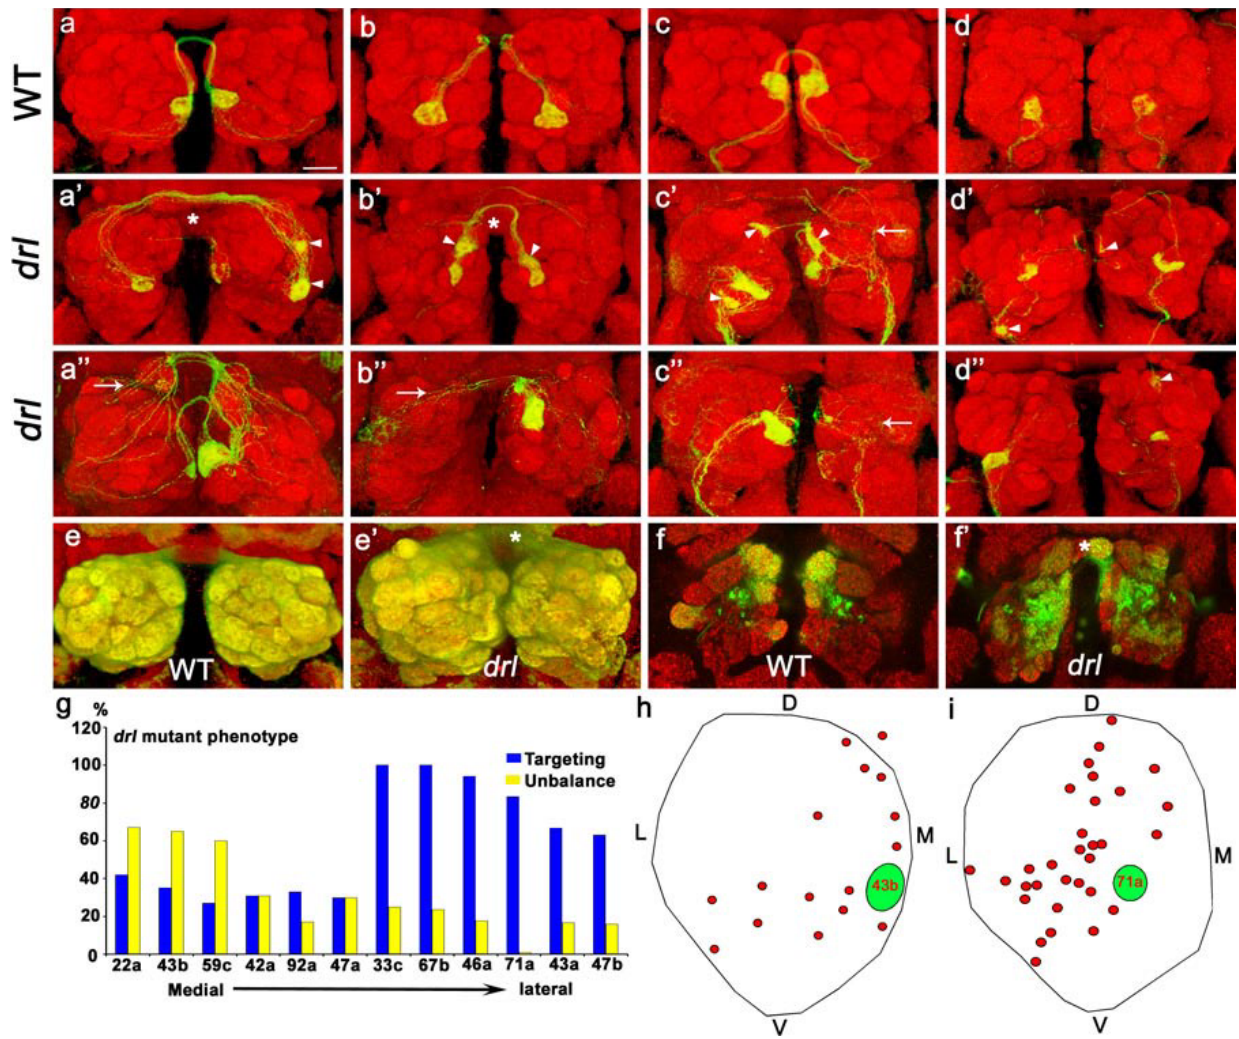 a b c d
WT
a' b' c' d'
drl
* *
a" b" c" d"
drl
e e' f f'
* *
WT drl WT drl
g h i
%
drl mutant phenotype
Targeting
Unbalance
120
100
80
60
40
20
0
22a 43b 59c 42a 92a 47a 33c 67b 46a 71a 43a 47b
Medial lateral
D
L
M
43b
V
D
L
M
71a
V